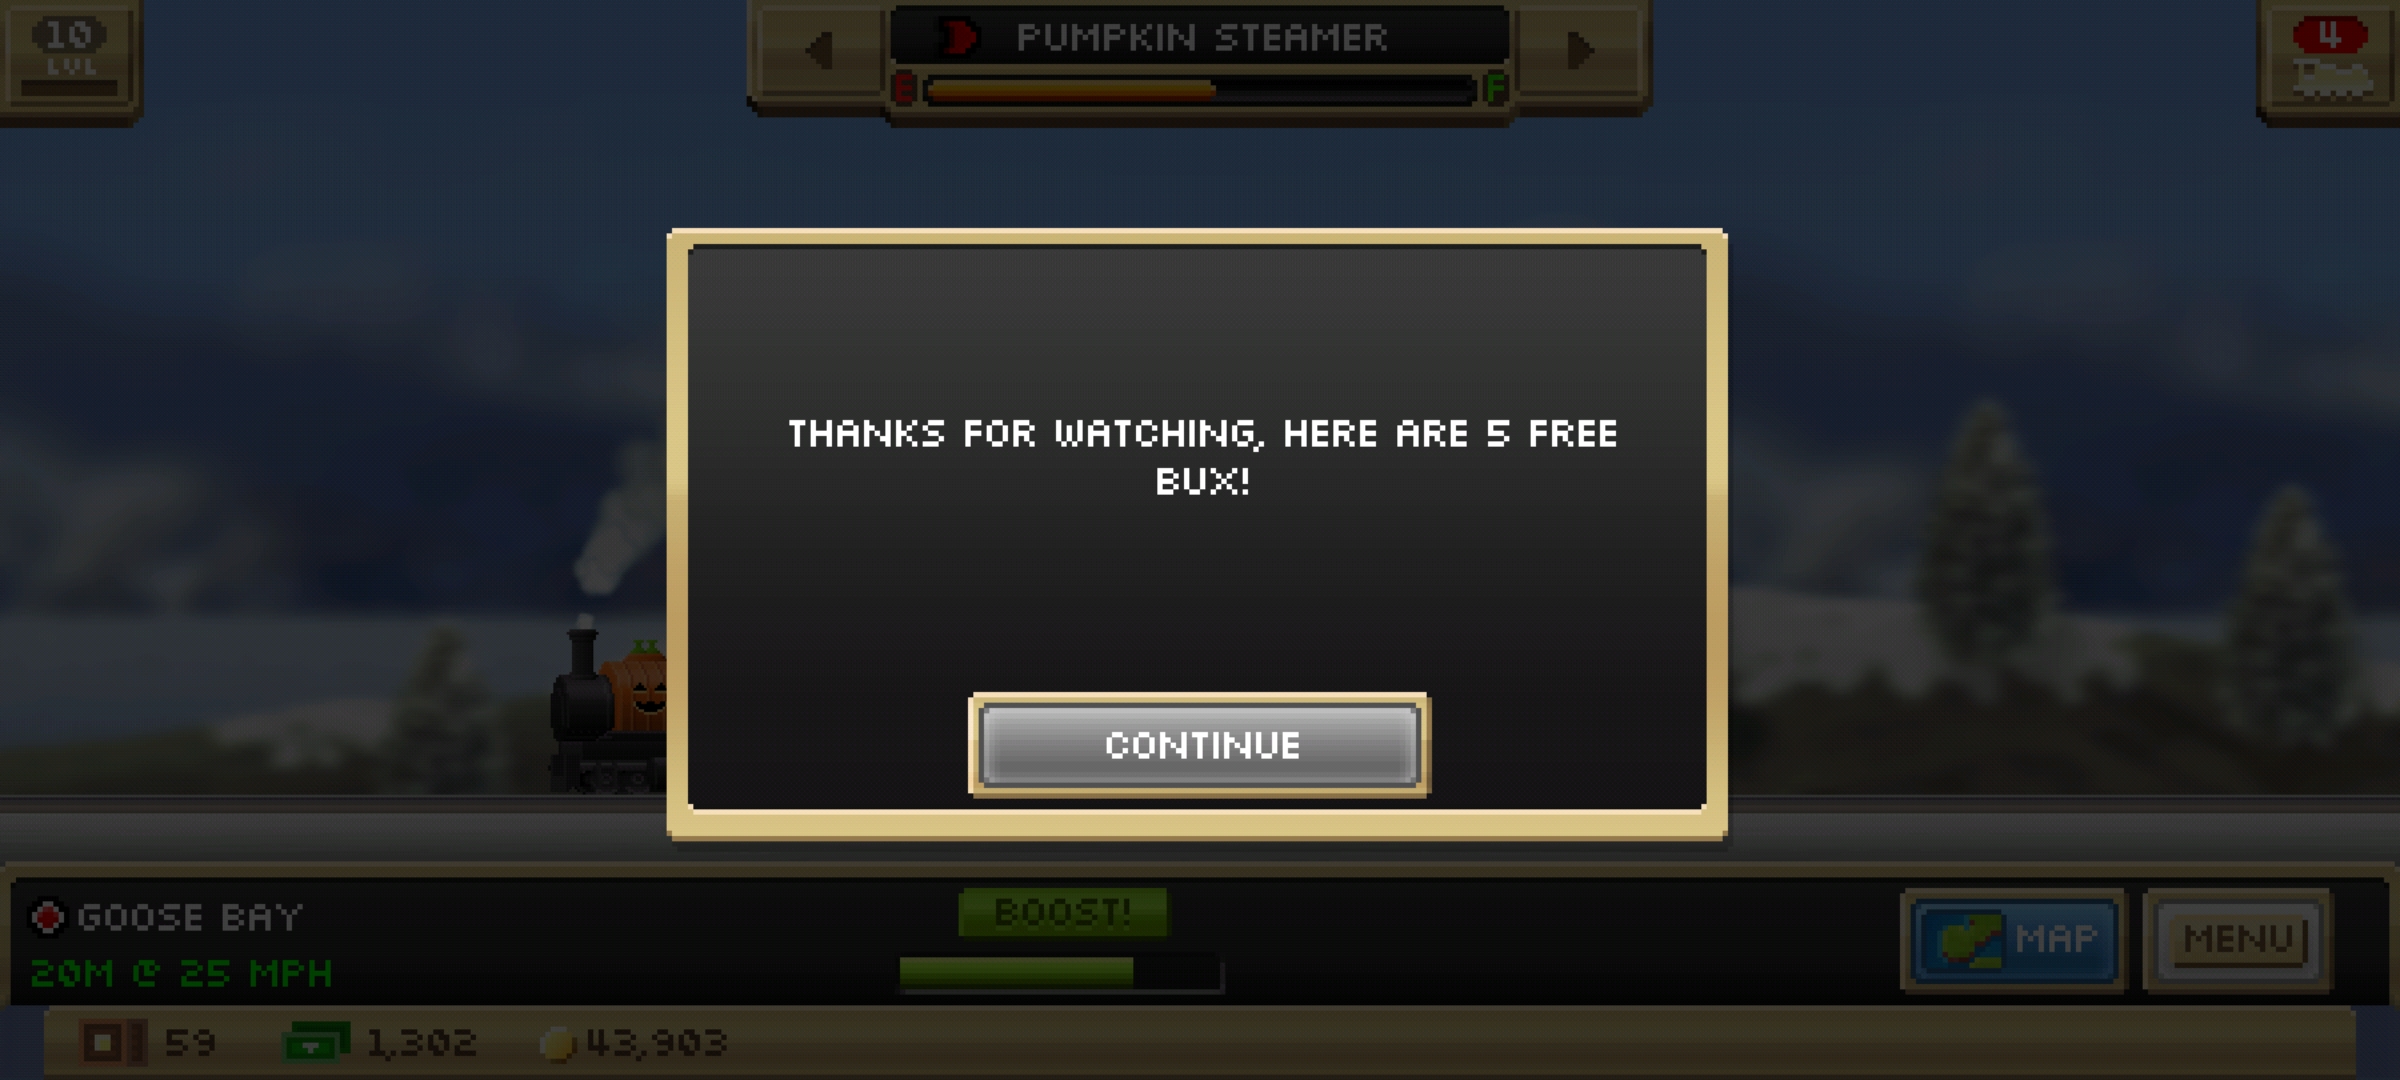 10
LVL
PUMPKIN STEAMER
E
F
4
THANKS FOR WATCHING, HERE ARE 5 FREE
BUX!
CONTINUE
GOOSE BAY
20M @ 25 MPH
BOOST!
MAP
MENU
59
1,302
43,903